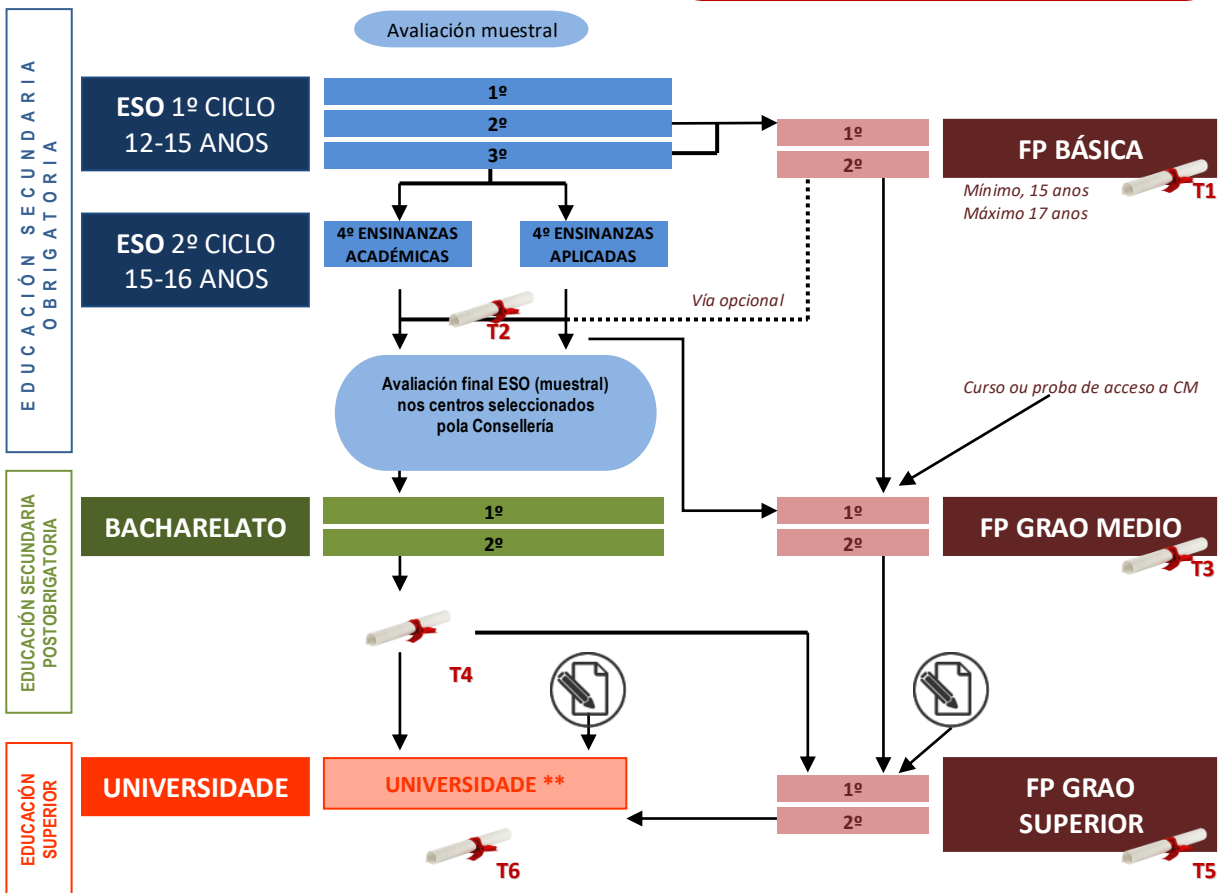 Avaliación muestral
EDUCACIÓN SECUNDARIA
OBRIGATORIA
ESO 1º CICLO
12-15 ANOS
1º
2º
3º
1º
2º
FP BÁSICA
T1
Mínimo, 15 anos
Máximo 17 anos
ESO 2º CICLO
15-16 ANOS
4º ENSINANZAS
ACADÉMICAS
4º ENSINANZAS
APLICADAS
Vía opcional
T2
Avaliación final ESO (muestral)
nos centros seleccionados
pola Consellería
Curso ou proba de acceso a CM
EDUCACIÓN SECUNDARIA
POSTOBRIGATORIA
BACHARELATO
1º
2º
1º
2º
FP GRAO MEDIO
T3
T4
EDUCACIÓN
SUPERIOR
UNIVERSIDADE
UNIVERSIDADE **
1º
2º
FP GRAO
SUPERIOR
T6
T5